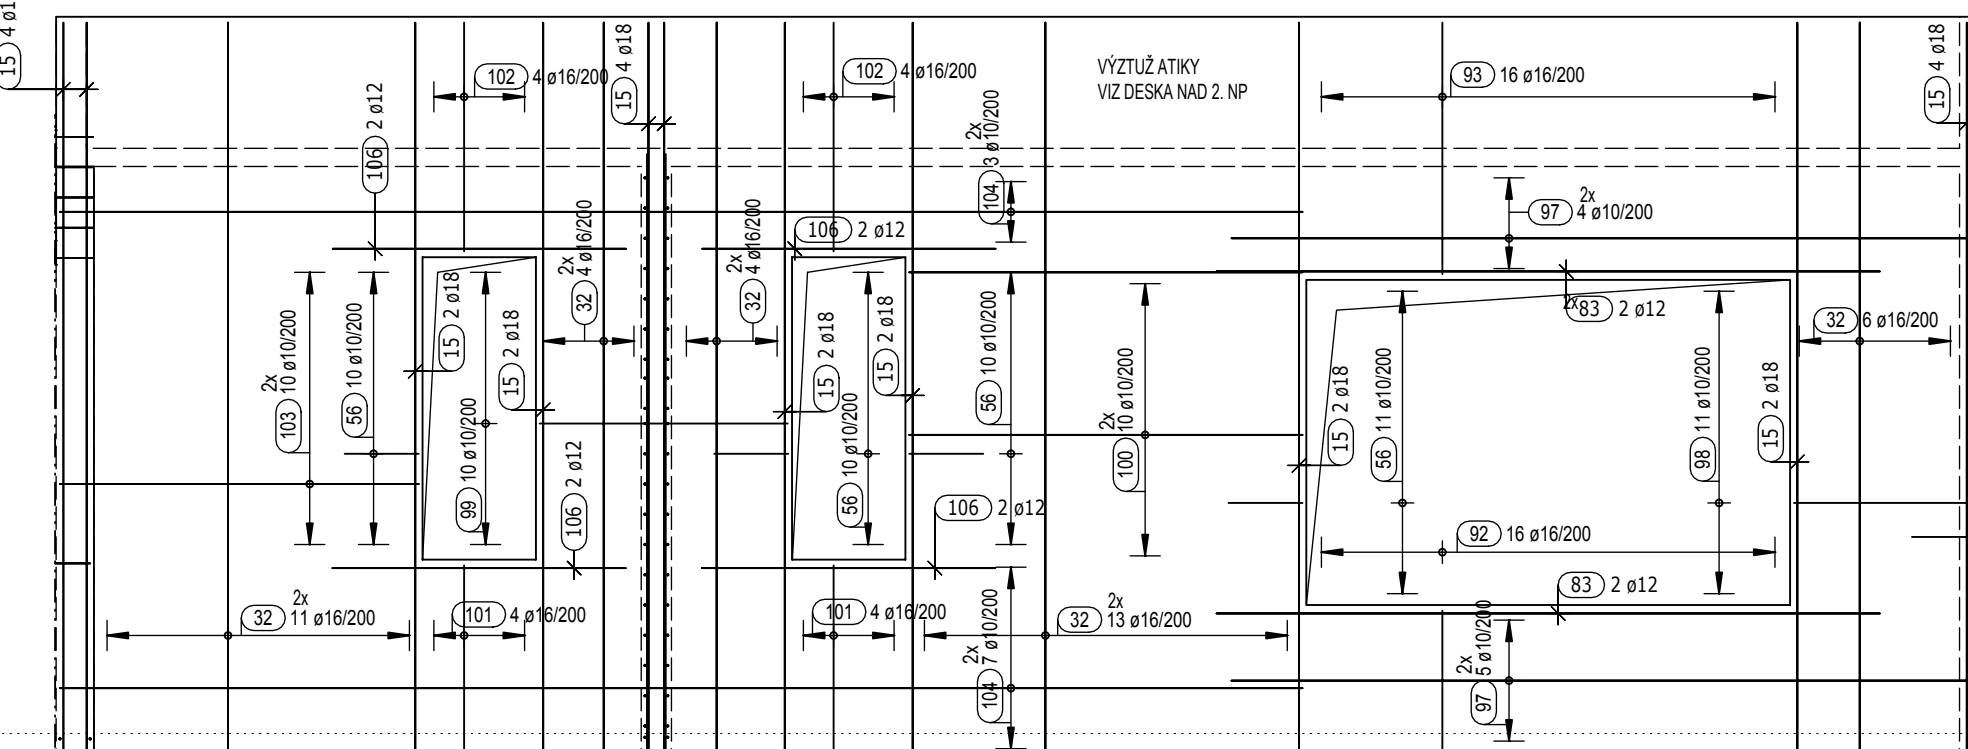 15 4 ø1
102 4 ø16/200
15 4 ø18
102 4 ø16/200
VÝZTUŽ ATIKY
VIZ DESKA NAD 2. NP
93 16 ø16/200
15 4 ø18
106 2 ø12
2x
104 3 ø10/200
2x
97 4 ø10/200
2x
32 4 ø16/200
2x
32 4 ø16/200
106 2 ø12
2x
103 10 ø10/200
56 10 ø10/200
15 2 ø18
99 10 ø10/200
15 2 ø18
106 2 ø12
15 2 ø18
56 10 ø10/200
15 2 ø18
56 10 ø10/200
106 2 ø12
2x
100 10 ø10/200
2x
83 2 ø12
32 6 ø16/200
15 2 ø18
56 11 ø10/200
98 11 ø10/200
15 2 ø18
92 16 ø16/200
83 2 ø12
2x
32 11 ø16/200
101 4 ø16/200
101 4 ø16/200
2x
104 7 ø10/200
2x
32 13 ø16/200
2x
97 5 ø10/200